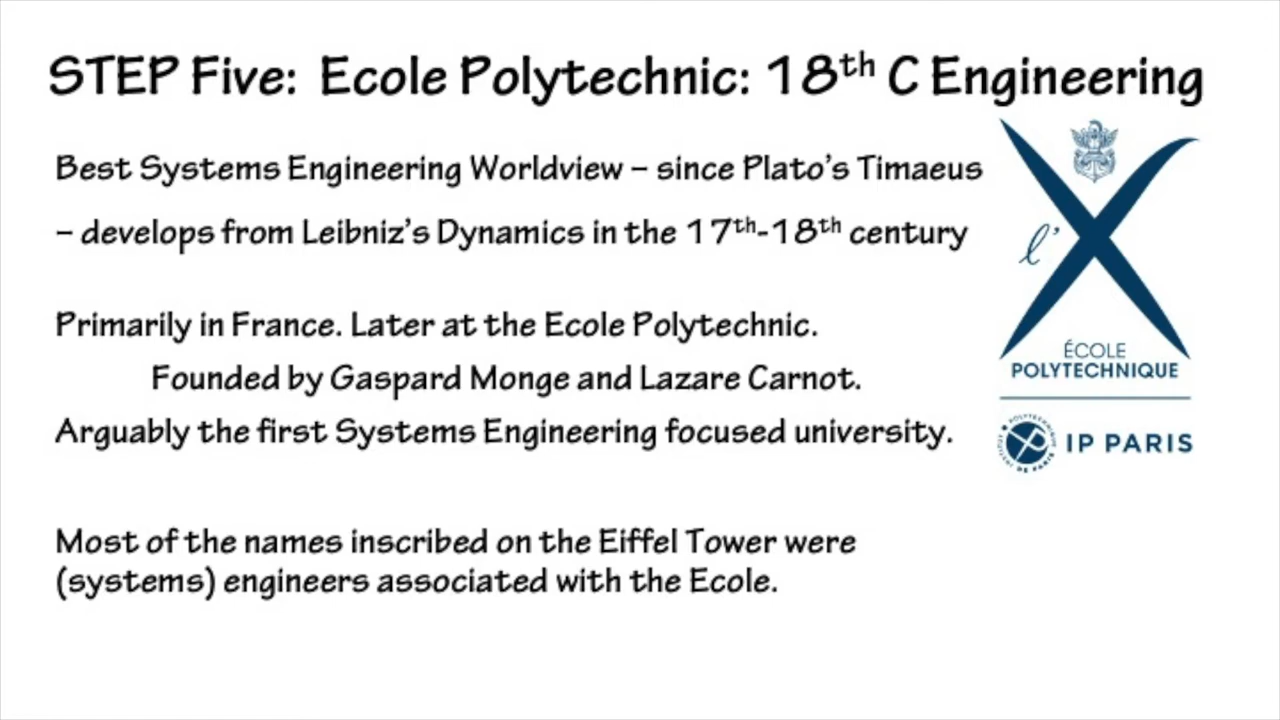 STEP Five: Ecole Polytechnic: 18th C Engineering
Best Systems Engineering Worldview – since Plato's Timaeus
– develops from Leibniz's Dynamics in the 17th-18th century
Primarily in France. Later at the Ecole Polytechnic.
Founded by Gaspard Monge and Lazare Carnot.
Arguably the first Systems Engineering focused university.
Most of the names inscribed on the Eiffel Tower were
(systems) engineers associated with the Ecole.
l'X
ÉCOLE
POLYTECHNIQUE
IP PARIS